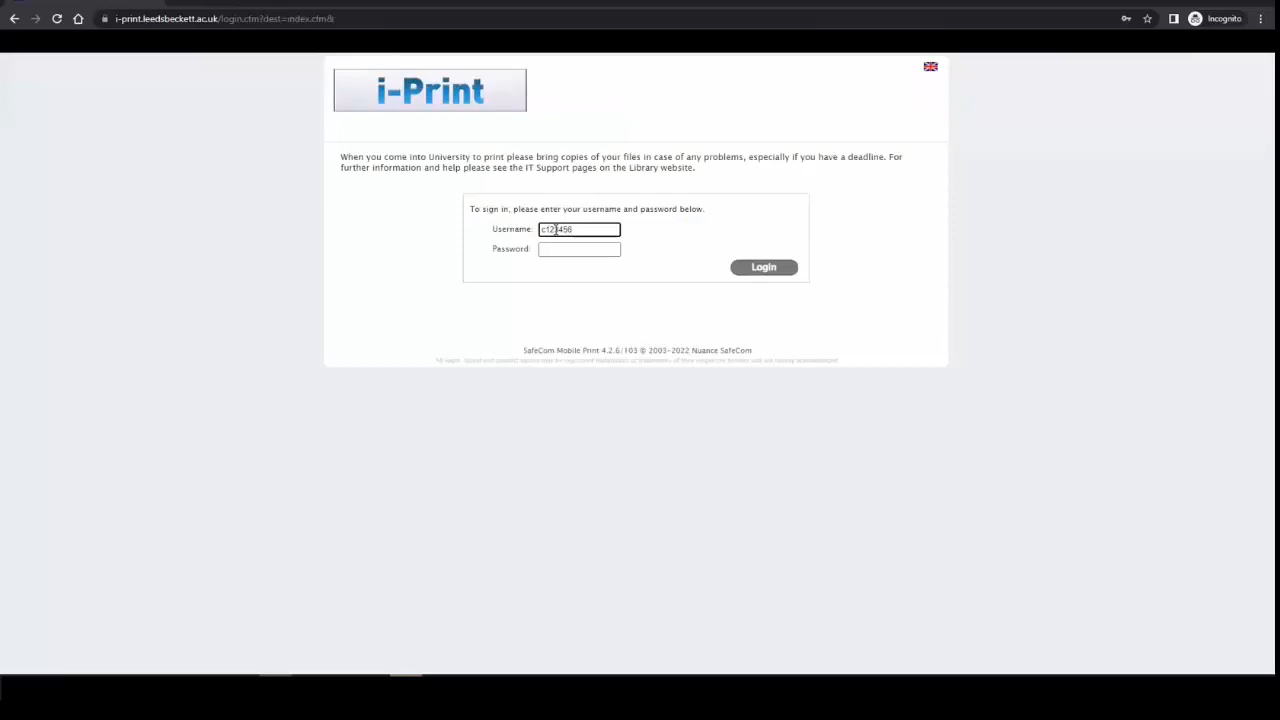 i-print.leedsbeckett.ac.uk/login.cfm?dest=index.cfm&
Incognito
i-Print
When you come into University to print please bring copies of your files in case of any problems, especially if you have a deadline. For
further information and help please see the IT Support pages on the Library website.
To sign in, please enter your username and password below.
Username: c123456
Password:
Login
SafeCom Mobile Print 4.2.6/103 © 2003-2022 Nuance SafeCom